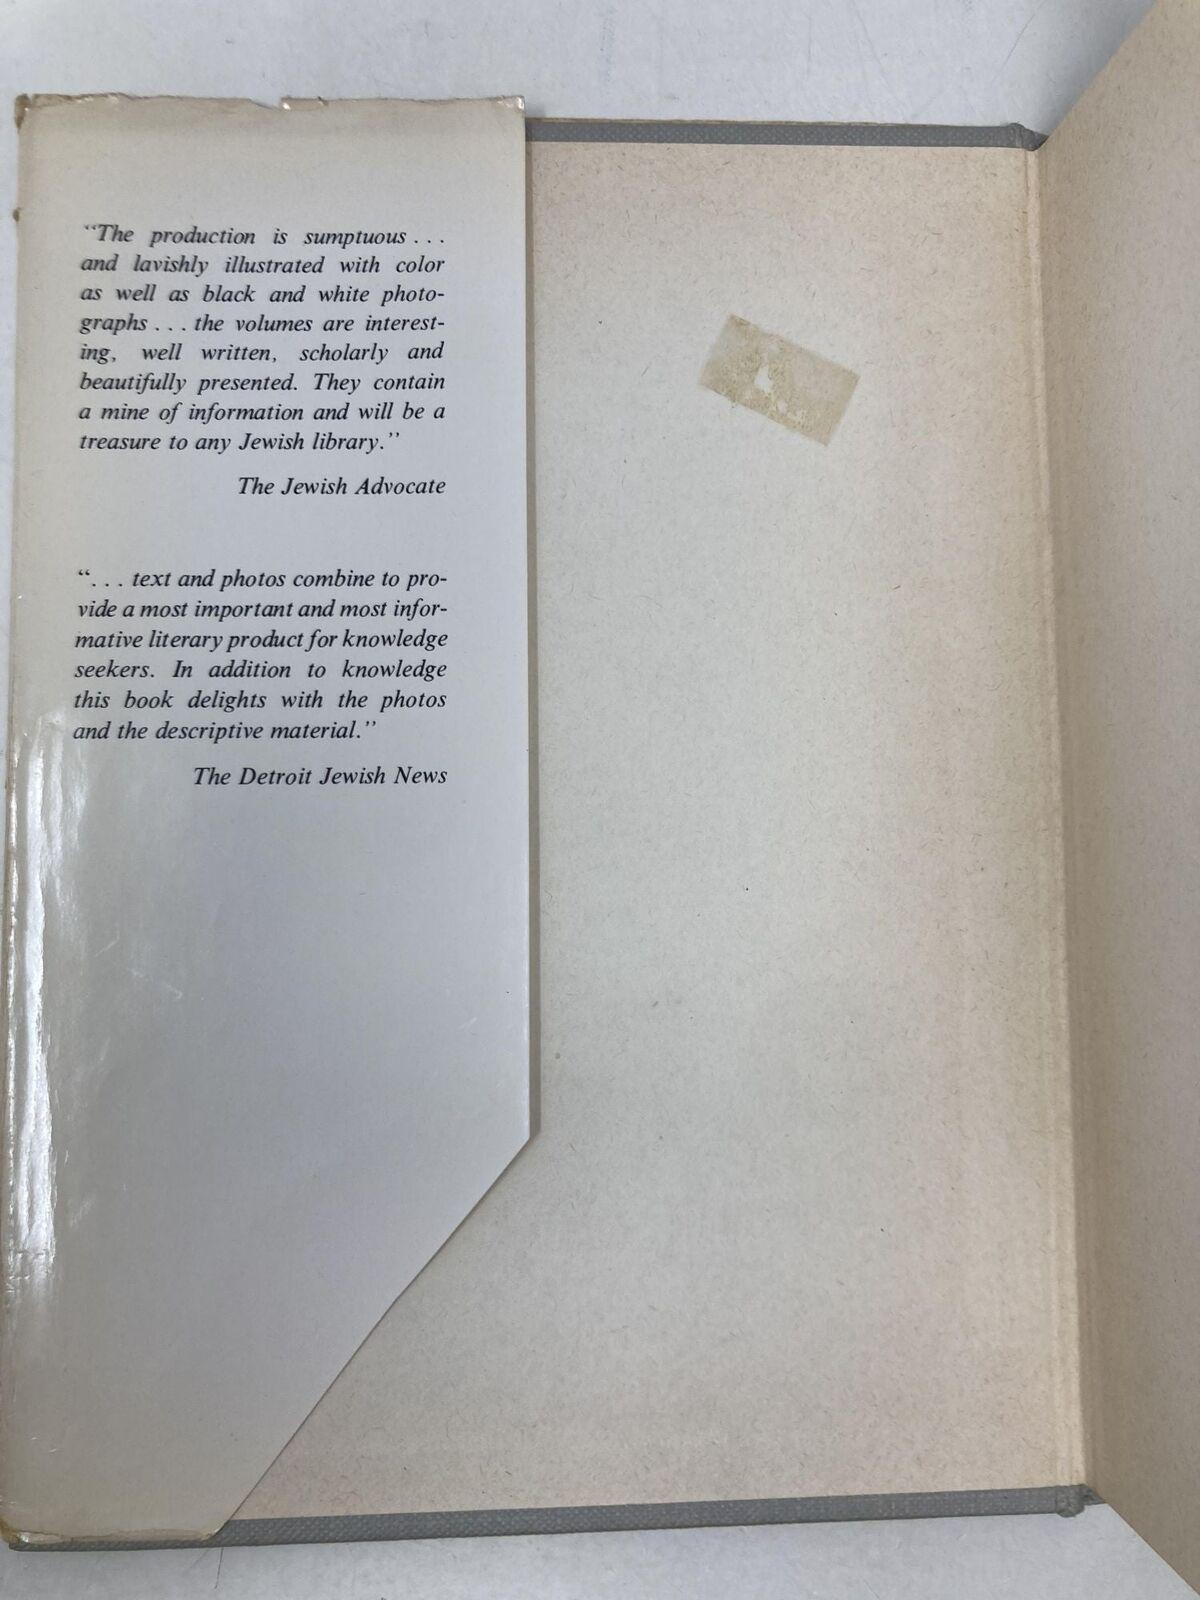 "The production is sumptuous . . .
and lavishly illustrated with color
as well as black and white photo-
graphs . . . the volumes are interest-
ing, well written, scholarly and
beautifully presented. They contain
a mine of information and will be a
treasure to any Jewish library."
The Jewish Advocate
". . . text and photos combine to pro-
vide a most important and most infor-
mative literary product for knowledge
seekers. In addition to knowledge
this book delights with the photos
and the descriptive material."
The Detroit Jewish News